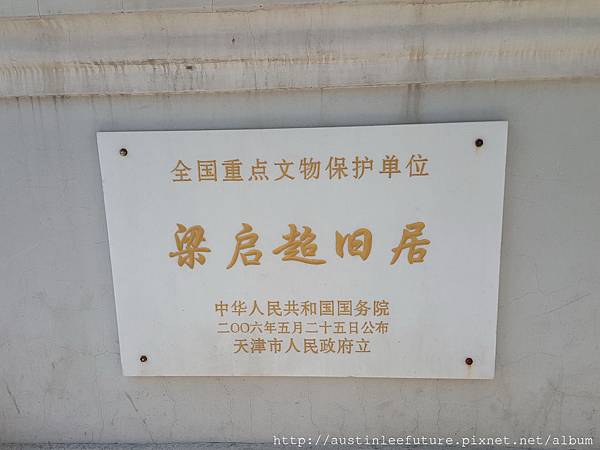 全国重点文物保护单位
梁启超旧居
中华人民共和国国务院
二〇〇六年五月二十五日公布
天津市人民政府立
http://austinleefuture.pixnet.net/album